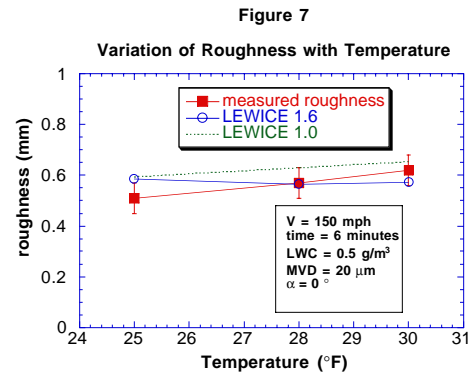 Figure 7
Variation of Roughness with Temperature
measured roughness
LEWICE 1.6
LEWICE 1.0
V = 150 mph
time = 6 minutes
LWC = 0.5 g/m³
MVD = 20 µm
α = 0 °
roughness (mm)
1
0.8
0.6
0.4
0.2
0
24 25 26 27 28 29 30 31
Temperature (°F)